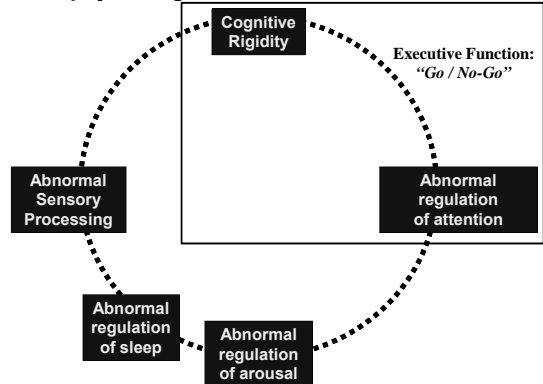 Cognitive
Rigidity
Executive Function:
“Go / No-Go”
Abnormal
Sensory
Processing
Abnormal
regulation
of attention
Abnormal
regulation
of sleep
Abnormal
regulation
of arousal